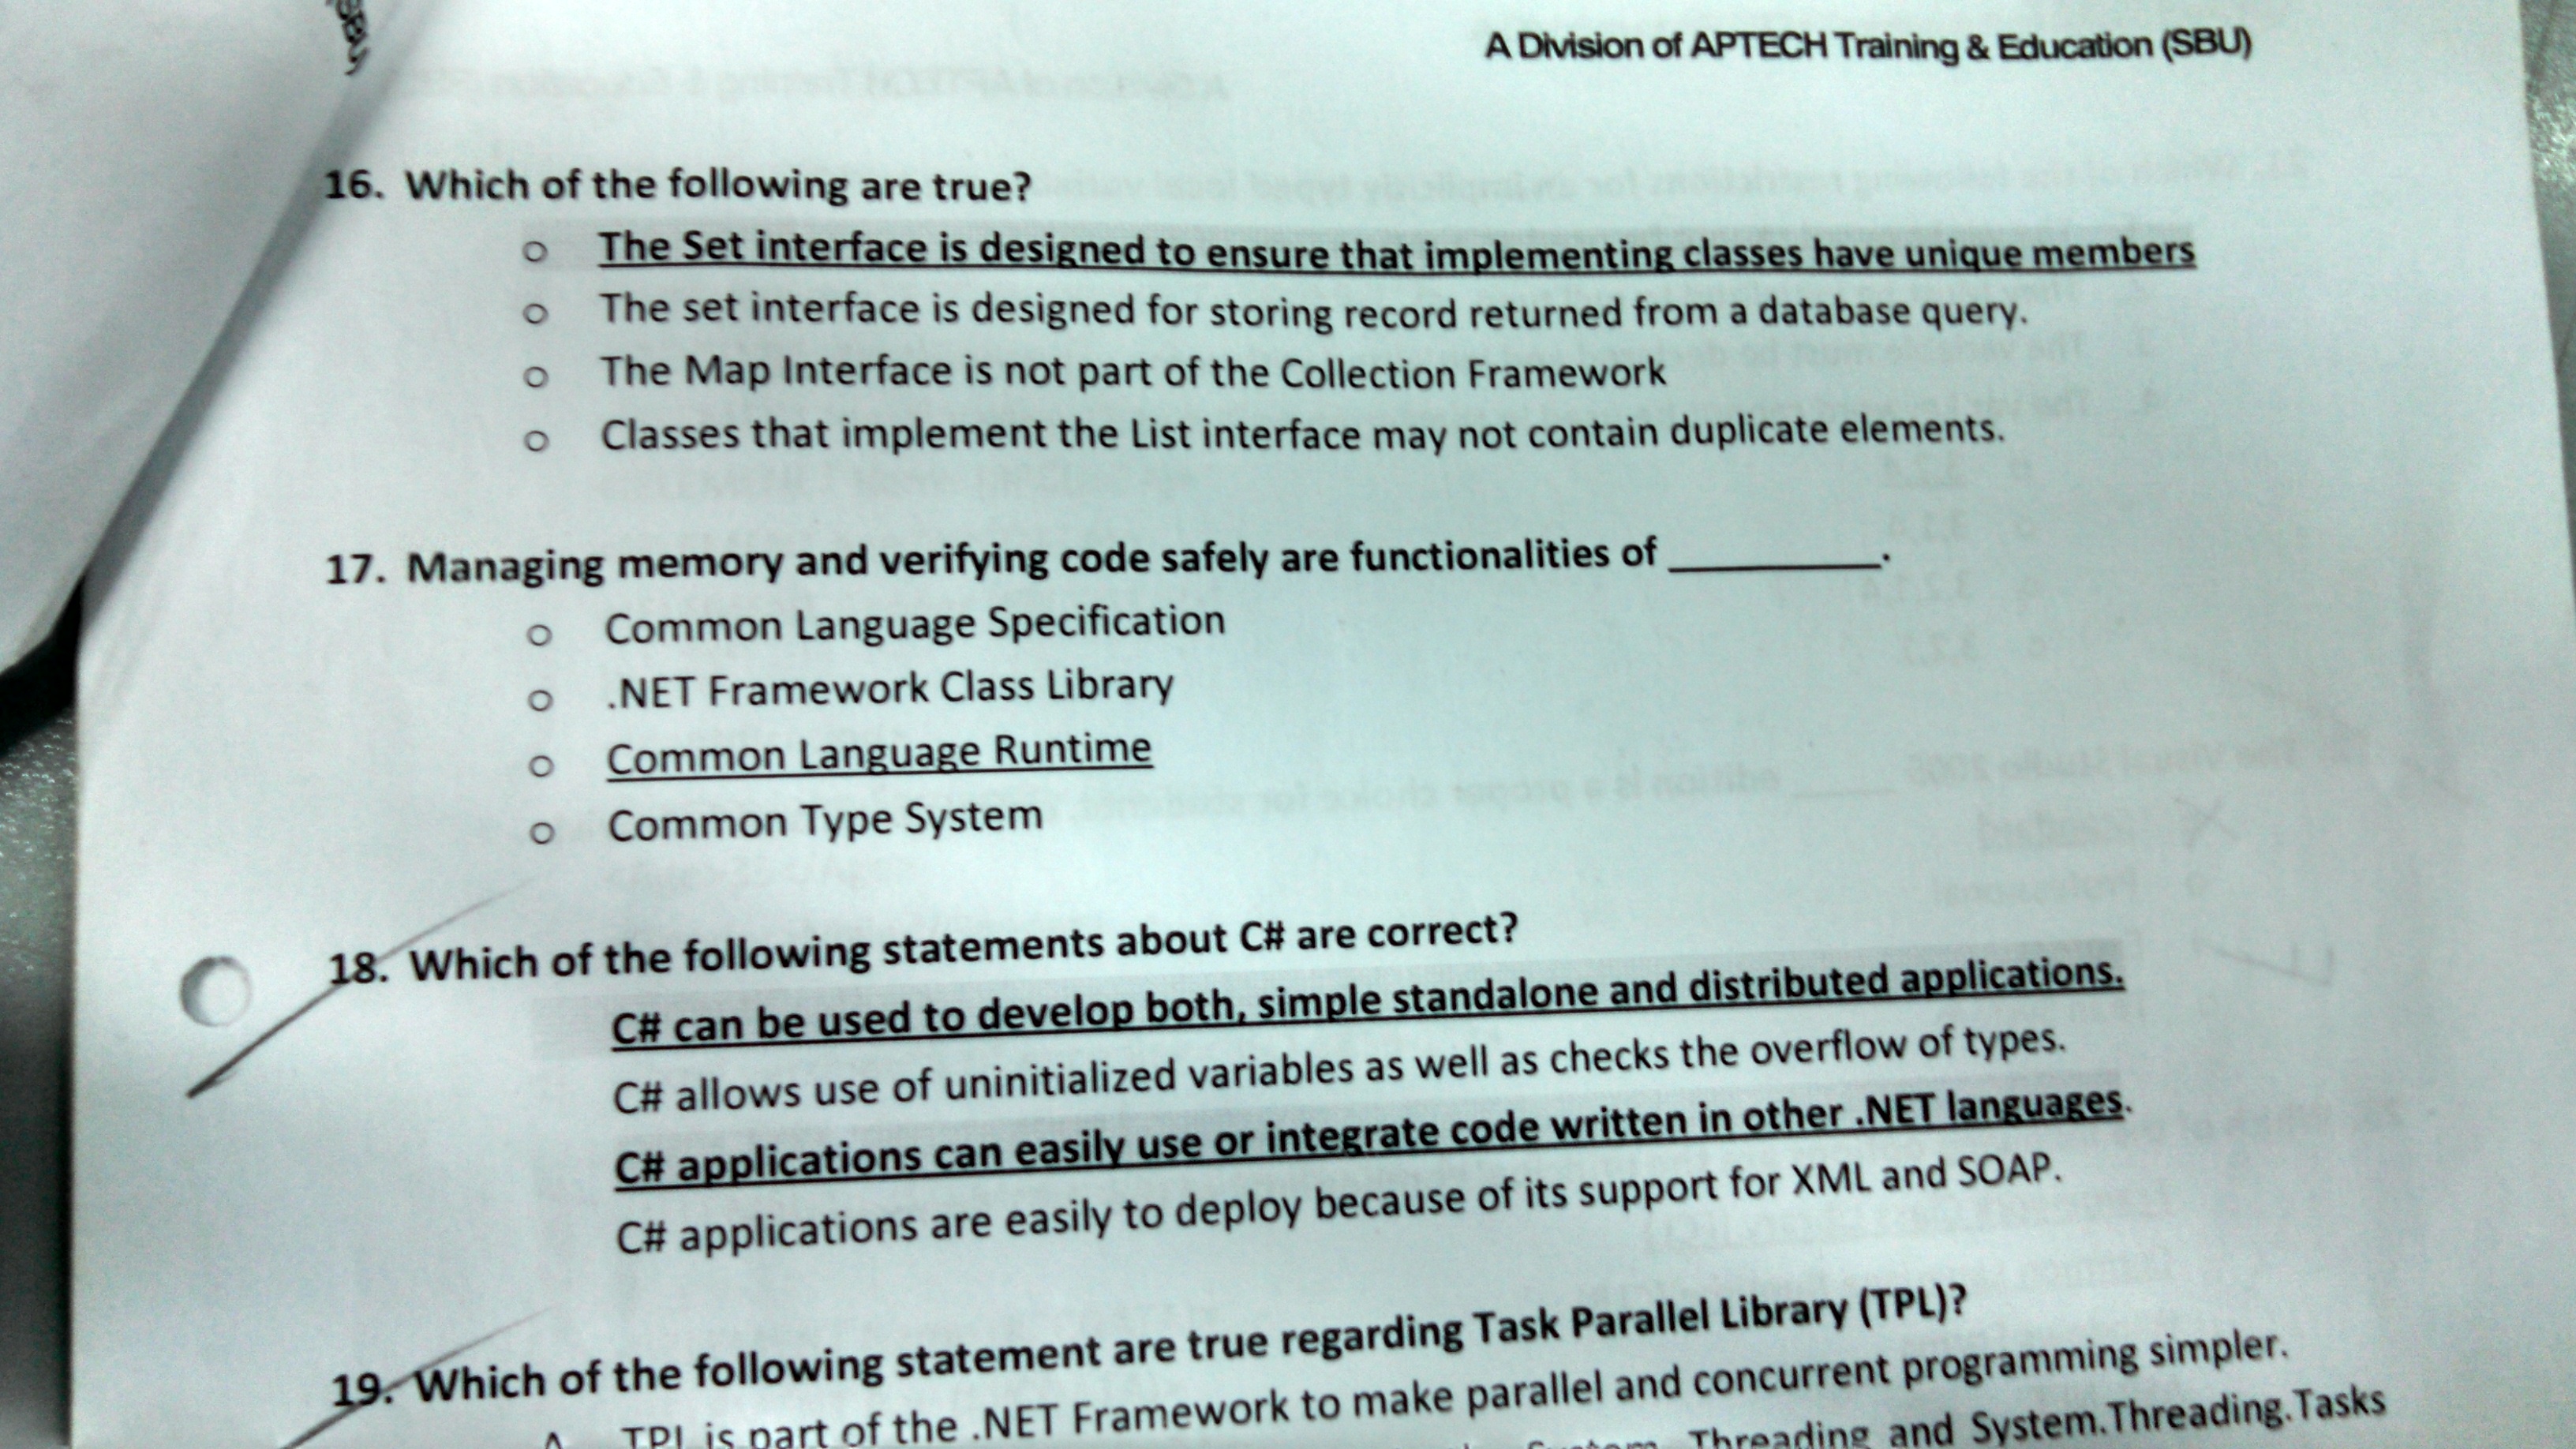 SBU)
A Division of APTECH Training & Education (SBU)
16. Which of the following are true?
o The Set interface is designed to ensure that implementing classes have unique members
o The set interface is designed for storing record returned from a database query.
o The Map Interface is not part of the Collection Framework
o Classes that implement the List interface may not contain duplicate elements.
17. Managing memory and verifying code safely are functionalities of __________.
o Common Language Specification
o .NET Framework Class Library
o Common Language Runtime
o Common Type System
18. Which of the following statements about C# are correct?
C# can be used to develop both, simple standalone and distributed applications.
C# allows use of uninitialized variables as well as checks the overflow of types.
C# applications can easily use or integrate code written in other .NET languages.
C# applications are easily to deploy because of its support for XML and SOAP.
19. Which of the following statement are true regarding Task Parallel Library (TPL)?
A TPL is part of the .NET Framework to make parallel and concurrent programming simpler.
Threading and System.Threading.Tasks